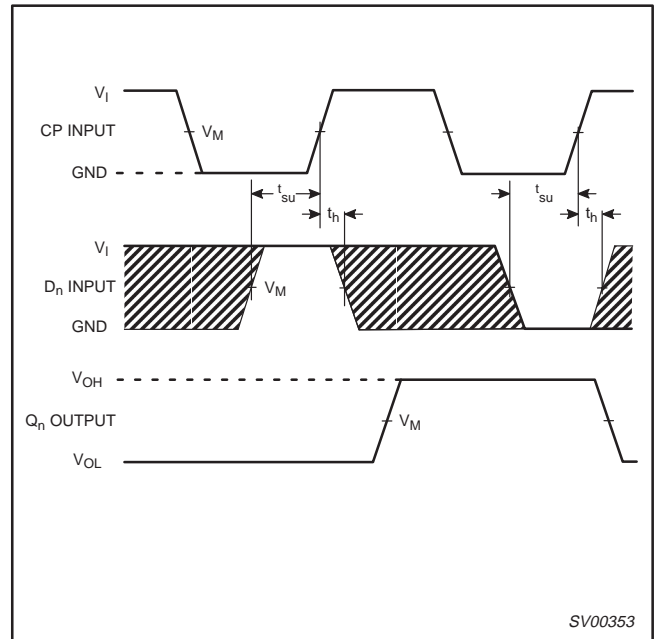 V_I
CP INPUT
V_M
GND
t_su
t_h
t_su
t_h
V_I
D_n INPUT
V_M
GND
V_OH
Q_n OUTPUT
V_M
V_OL
SV00353